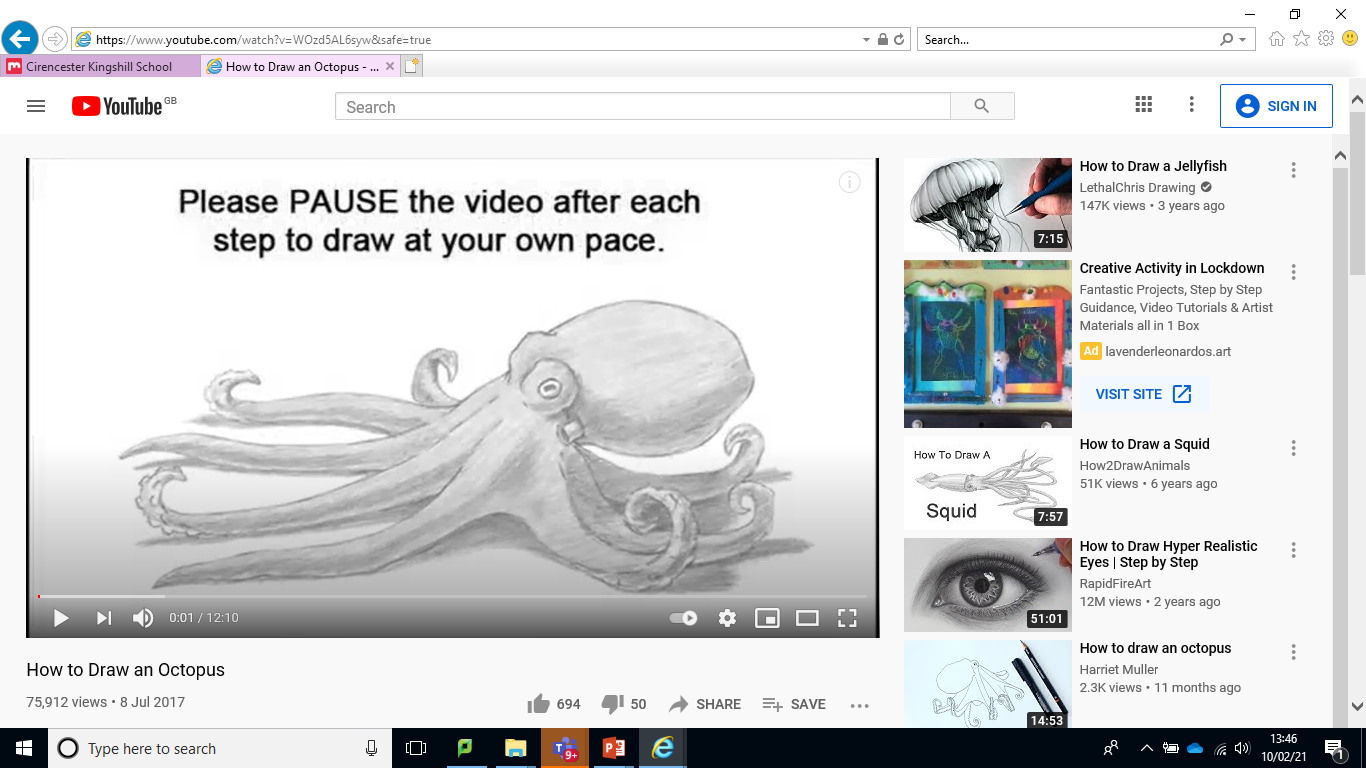 https://www.youtube.com/watch?v=WOzd5AL6syw&safe=true
Search...
Cirencester Kingshill School
How to Draw an Octopus - ...
YouTube GB
Search
SIGN IN
Please PAUSE the video after each
step to draw at your own pace.
0:01 / 12:10
How to Draw an Octopus
75,912 views • 8 Jul 2017
694
50
SHARE
SAVE
7:15
How to Draw a Jellyfish
LethalChris Drawing
147K views • 3 years ago
Creative Activity in Lockdown
Fantastic Projects, Step by Step
Guidance, Video Tutorials & Artist
Materials all in 1 Box
Ad lavenderleonardos.art
VISIT SITE
How To Draw A
Squid
7:57
How to Draw a Squid
How2DrawAnimals
51K views • 6 years ago
51:01
How to Draw Hyper Realistic
Eyes | Step by Step
RapidFireArt
12M views • 2 years ago
14:53
How to draw an octopus
Harriet Muller
2.3K views • 11 months ago
Type here to search
9+
13:46
10/02/21
1